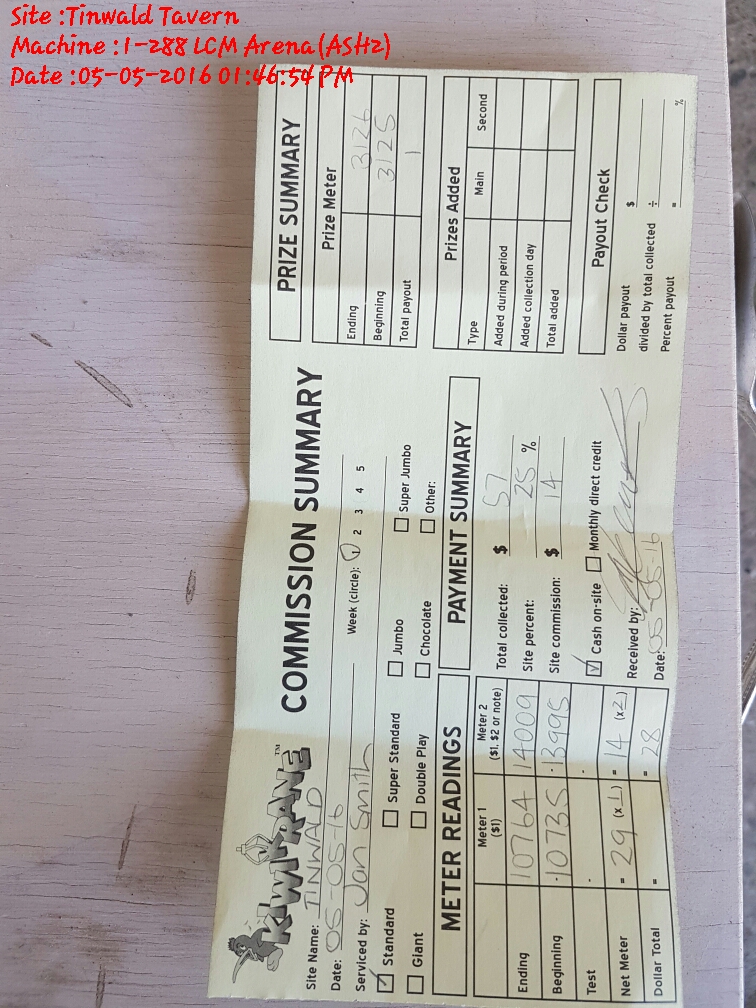 Site :Tinwald Tavern
Machine :1-288 LCM Arena(ASH2)
Date :05-05-2016 01:46:54 PM
KIWIKRANE™
COMMISSION SUMMARY
Site Name: TINWALD
Date: 05-05-16
Serviced by: Jan Smith Week (circle): 1 2 3 4 5
Standard Super Standard Jumbo Super Jumbo
Giant Double Play Chocolate Other:
METER READINGS
Meter 1 ($1) Meter 2 ($1, $2 or note)
Ending 10764 14009
Beginning -10735 -13995
Test - -
Net Meter = 29 (x 1) = 14 (x 2)
Dollar Total = = 28
PAYMENT SUMMARY
Total collected: $ 57
Site percent: 25 %
Site commission: $ 14
Cash on-site Monthly direct credit
Received by:
Date: 05-05-16
PRIZE SUMMARY
Prize Meter
Ending 3126
Beginning 3125
Total payout 1
Prizes Added
Type Main Second
Added during period
Added collection day
Total added
Payout Check
Dollar payout $
divided by total collected ÷
Percent payout = %